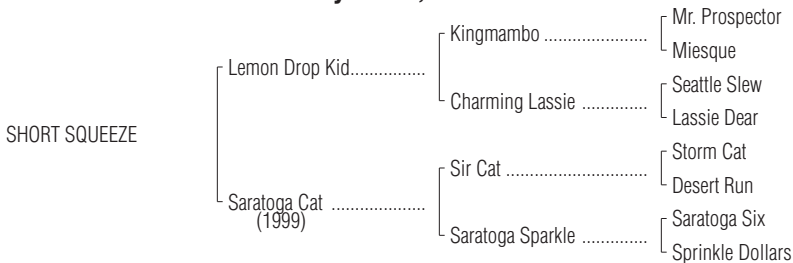 Kingmambo ......................
Mr. Prospector
Miesque
Lemon Drop Kid................
Charming Lassie ..............
Seattle Slew
Lassie Dear
SHORT SQUEEZE
Sir Cat ..............................
Storm Cat
Desert Run
Saratoga Cat ....................
(1999)
Saratoga Sparkle ..............
Saratoga Six
Sprinkle Dollars